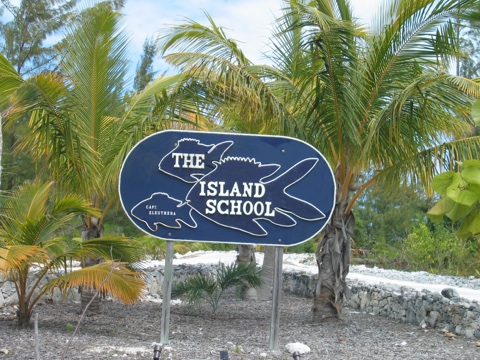 THE
ISLAND
SCHOOL
CAPE
ELEUTHERA